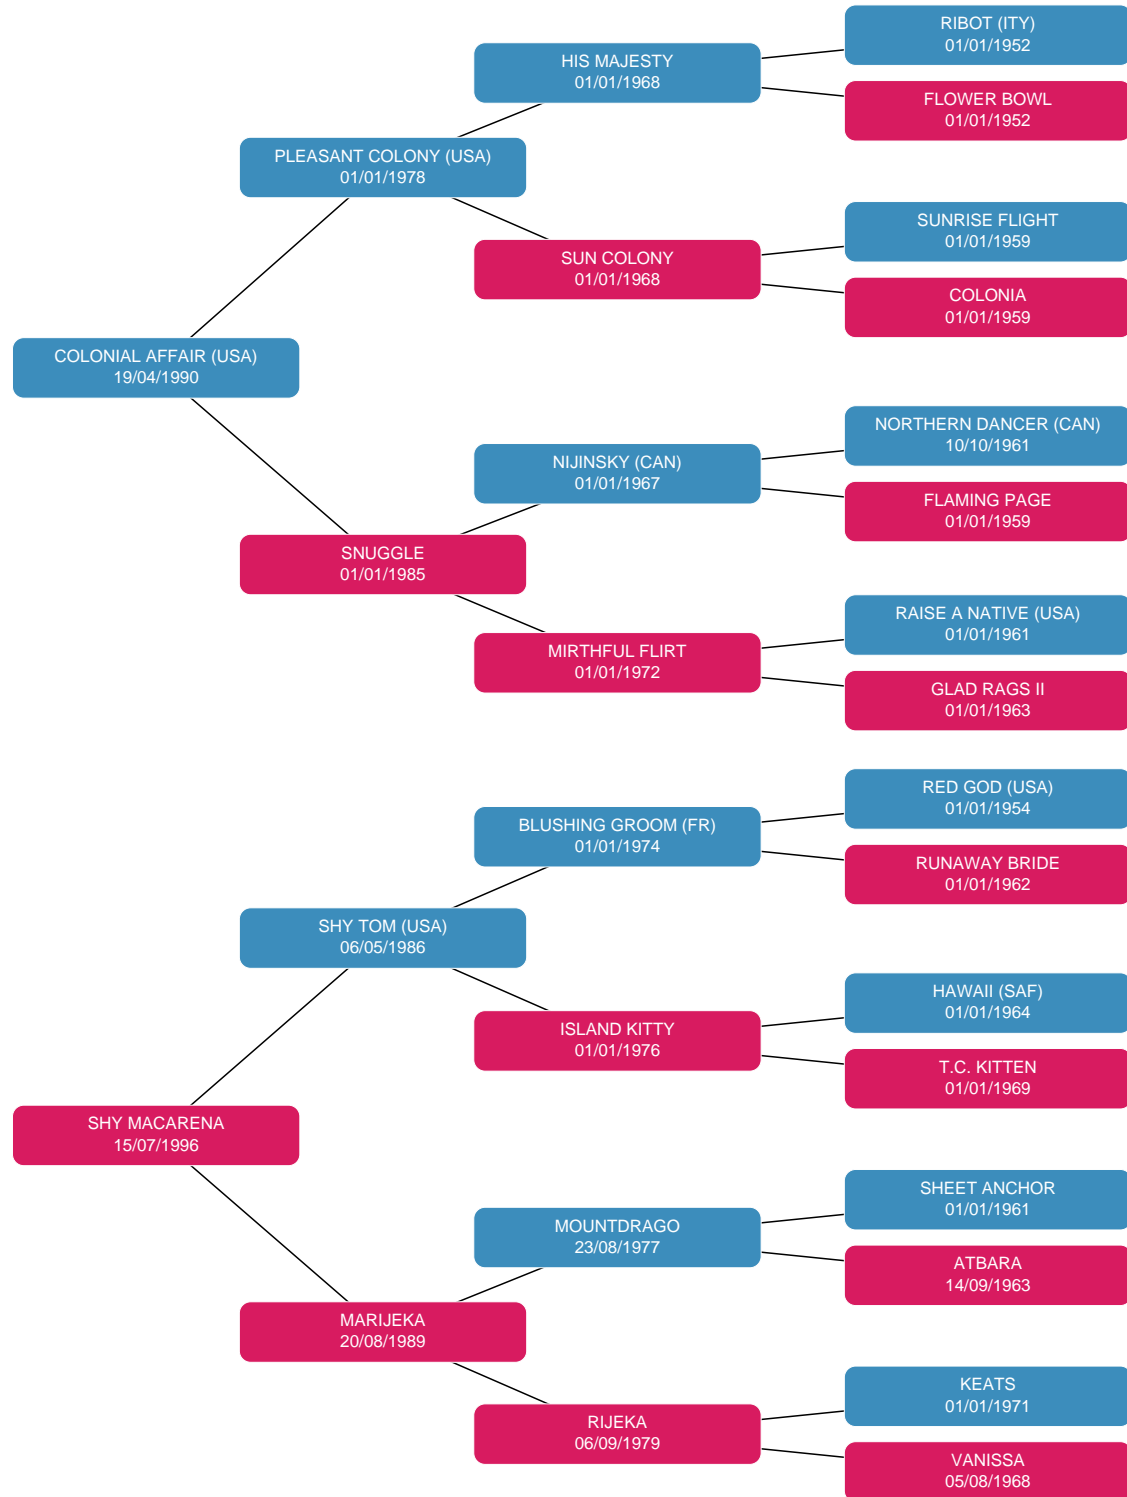 RIBOT (ITY)
01/01/1952
HIS MAJESTY
01/01/1968
FLOWER BOWL
01/01/1952
PLEASANT COLONY (USA)
01/01/1978
SUNRISE FLIGHT
01/01/1959
SUN COLONY
01/01/1968
COLONIA
01/01/1959
COLONIAL AFFAIR (USA)
19/04/1990
NORTHERN DANCER (CAN)
10/10/1961
NIJINSKY (CAN)
01/01/1967
FLAMING PAGE
01/01/1959
SNUGGLE
01/01/1985
RAISE A NATIVE (USA)
01/01/1961
MIRTHFUL FLIRT
01/01/1972
GLAD RAGS II
01/01/1963
RED GOD (USA)
01/01/1954
BLUSHING GROOM (FR)
01/01/1974
RUNAWAY BRIDE
01/01/1962
SHY TOM (USA)
06/05/1986
HAWAII (SAF)
01/01/1964
ISLAND KITTY
01/01/1976
T.C. KITTEN
01/01/1969
SHY MACARENA
15/07/1996
SHEET ANCHOR
01/01/1961
MOUNTDRAGO
23/08/1977
ATBARA
14/09/1963
MARIJEKA
20/08/1989
KEATS
01/01/1971
RIJEKA
06/09/1979
VANISSA
05/08/1968